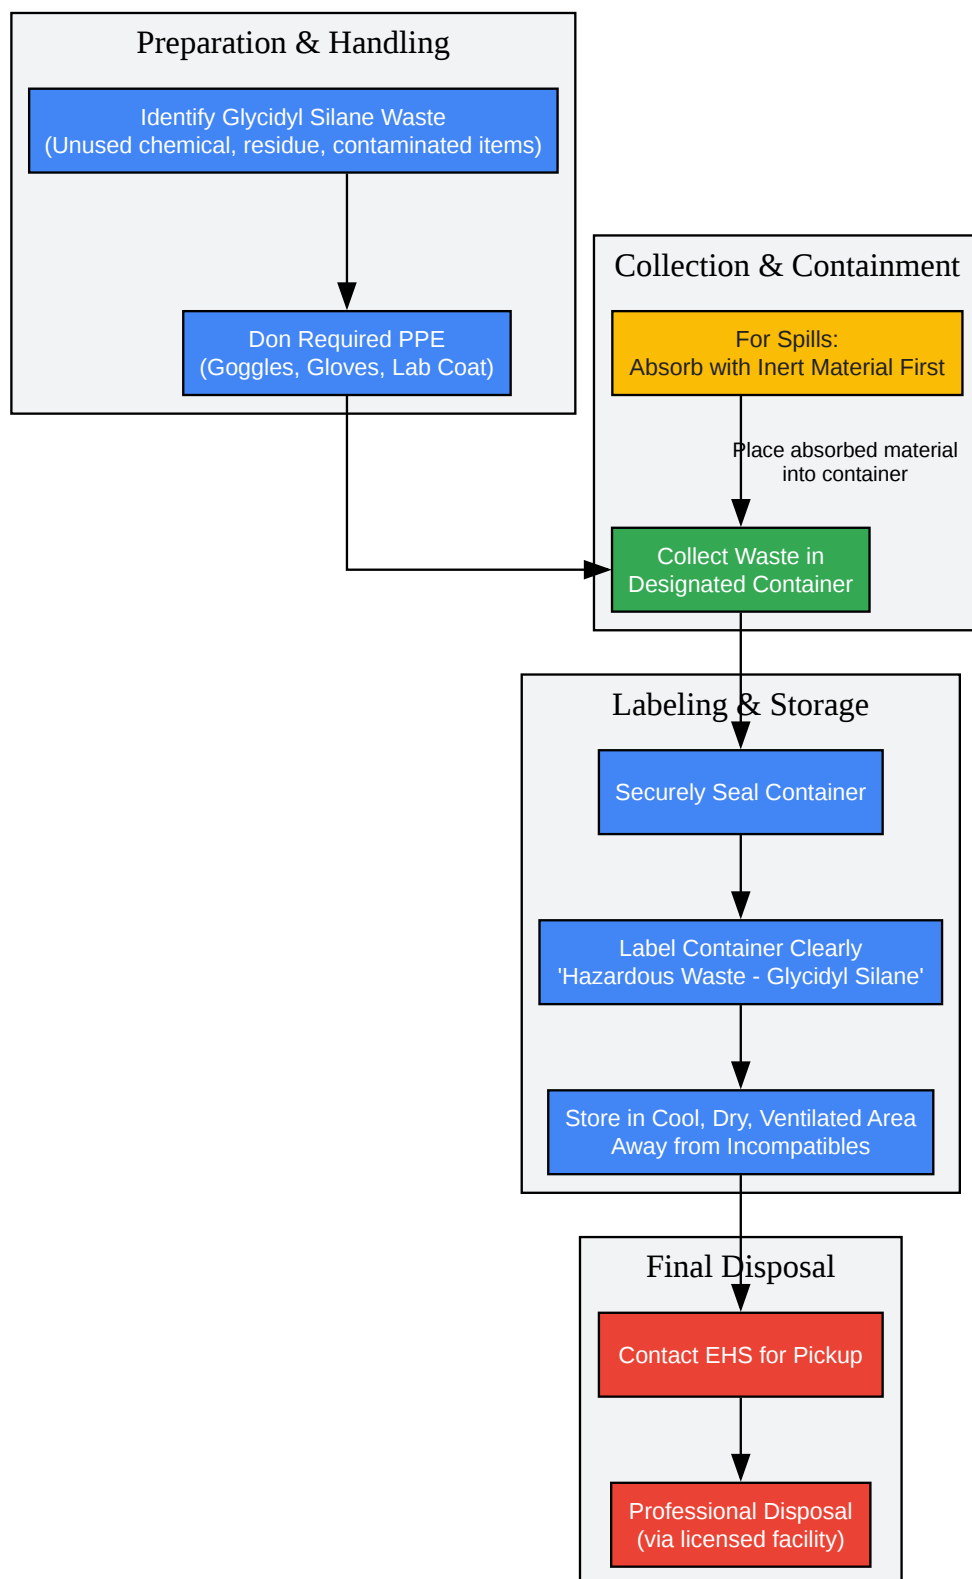 Preparation & Handling
Identify Glycidyl Silane Waste
(Unused chemical, residue, contaminated items)
Don Required PPE
(Goggles, Gloves, Lab Coat)
Collection & Containment
For Spills:
Absorb with Inert Material First
Place absorbed material
into container
Collect Waste in
Designated Container
Labeling & Storage
Securely Seal Container
Label Container Clearly
'Hazardous Waste - Glycidyl Silane'
Store in Cool, Dry, Ventilated Area
Away from Incompatibles
Final Disposal
Contact EHS for Pickup
Professional Disposal
(via licensed facility)